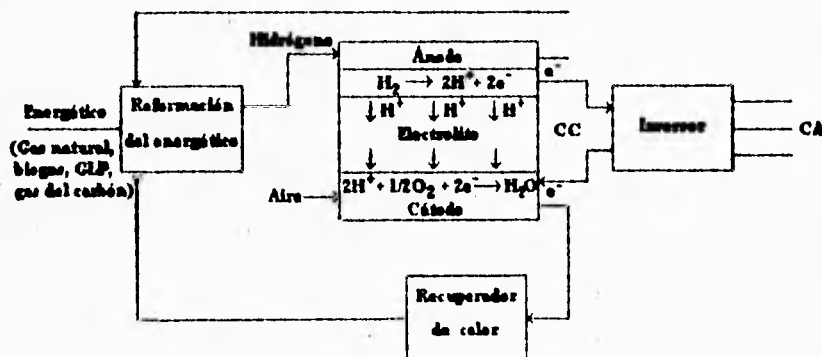 Hidrógeno
Anodo
H₂ → 2H⁺ + 2e⁻
e⁻
Energético
(Gas natural,
biogas, GLP,
gas del carbón)
Reformación
del energético
↓H⁺ ↓H⁺ ↓H⁺
Electrolito
CC
Inversor
CA
Aire
2H⁺ + 1/2O₂ + 2e⁻ → H₂O
e⁻
Cátodo
Recuperador
de calor